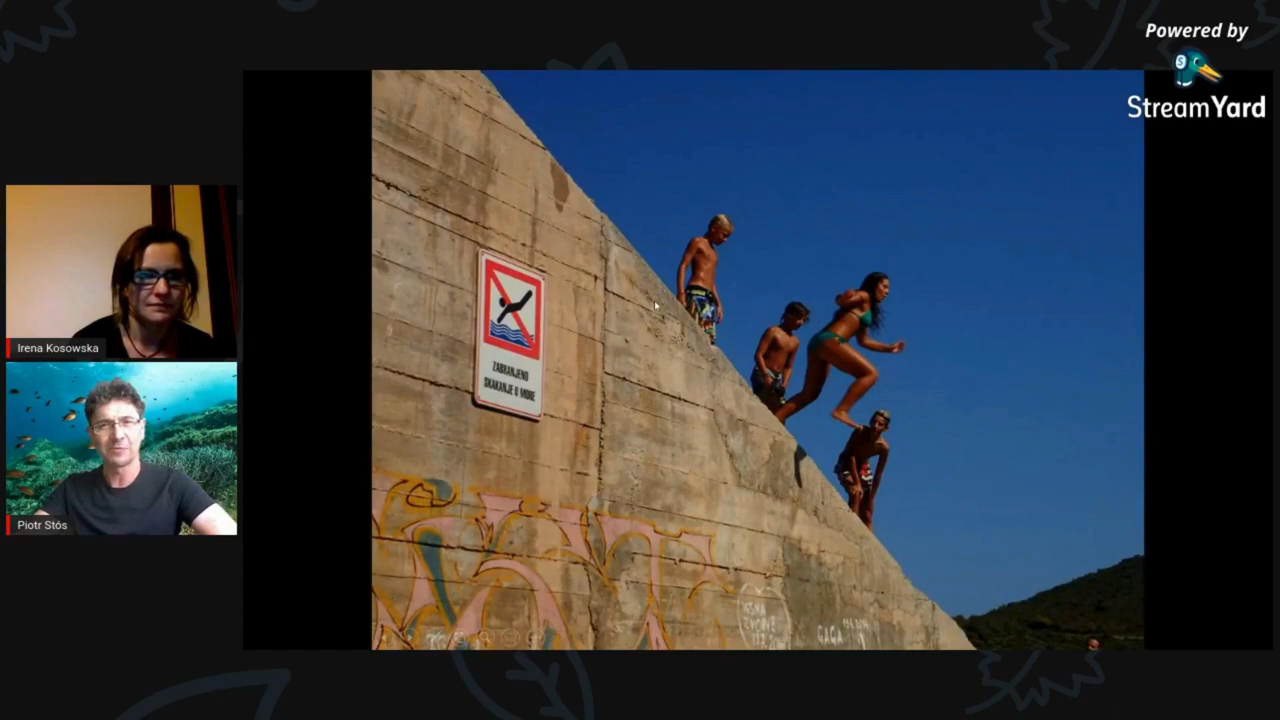 Powered by
StreamYard
Irena Kosowska
Piotr Stós
ZABRANJENO
SKAKANJE U MORE
GAGA